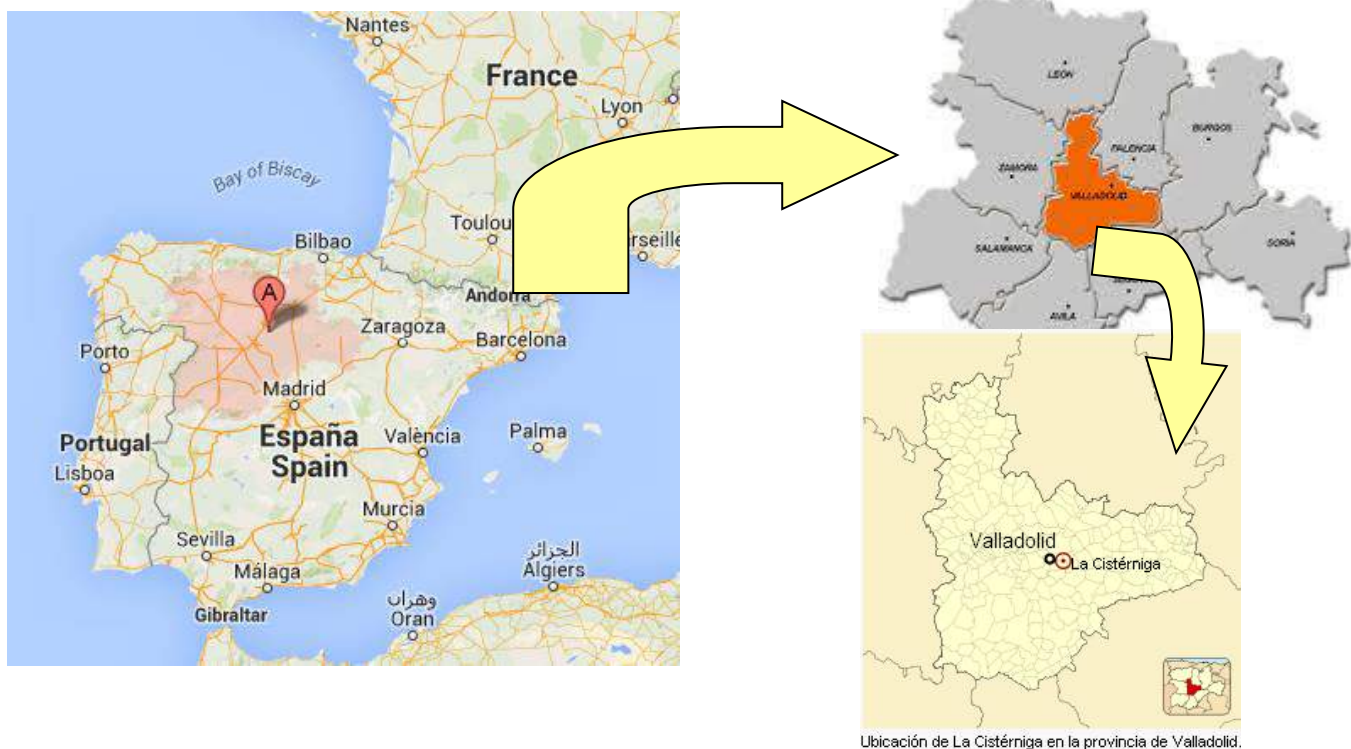 Nantes
France
Lyon
Bay of Biscay
Bilbao
A
Andorra
Zaragoza
Barcelona
Porto
Madrid
España
Spain
València
Palma
Portugal
Lisboa
Murcia
Sevilla
Málaga
الجزائر
Algiers
Gibraltar
وهران
Oran
LEON
BURGOS
PALENCIA
ZAMORA
VALLADOLID
SALAMANCA
SORIA
AVILA
Valladolid
La Cistérniga
Ubicación de La Cistérniga en la provincia de Valladolid.